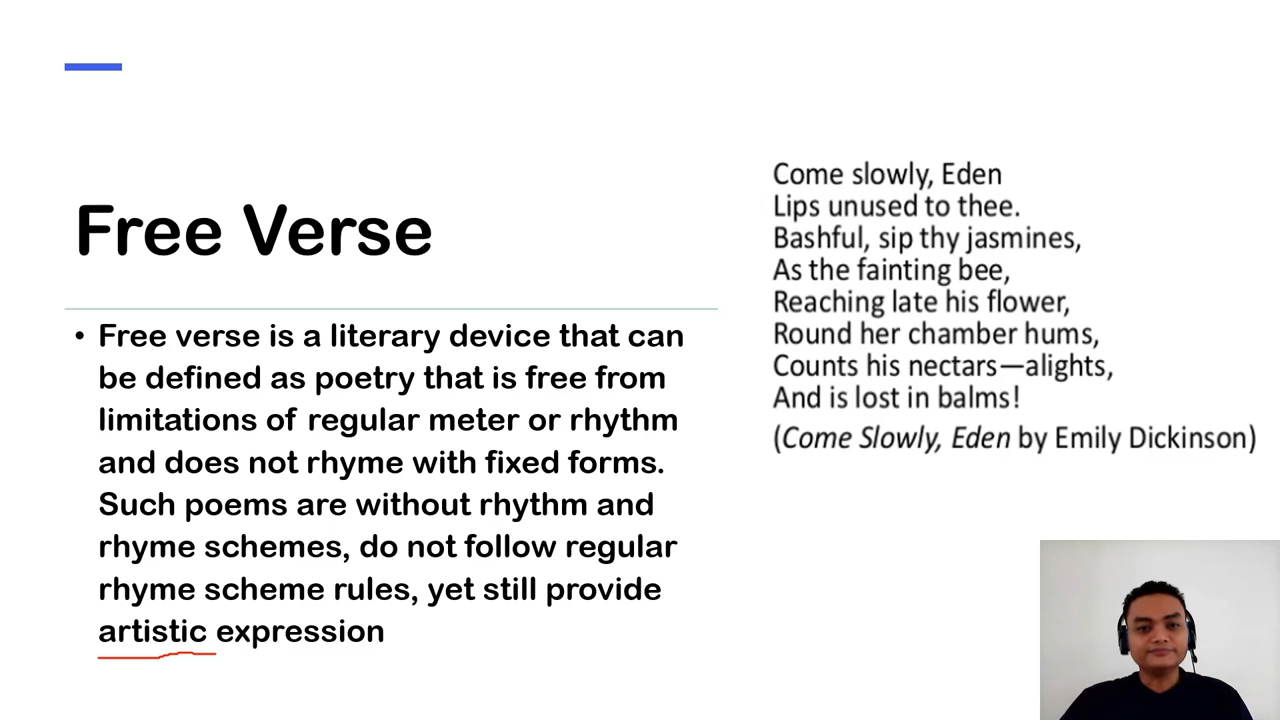 Free Verse
• Free verse is a literary device that can
be defined as poetry that is free from
limitations of regular meter or rhythm
and does not rhyme with fixed forms.
Such poems are without rhythm and
rhyme schemes, do not follow regular
rhyme scheme rules, yet still provide
artistic expression
Come slowly, Eden
Lips unused to thee.
Bashful, sip thy jasmines,
As the fainting bee,
Reaching late his flower,
Round her chamber hums,
Counts his nectars—alights,
And is lost in balms!
(Come Slowly, Eden by Emily Dickinson)